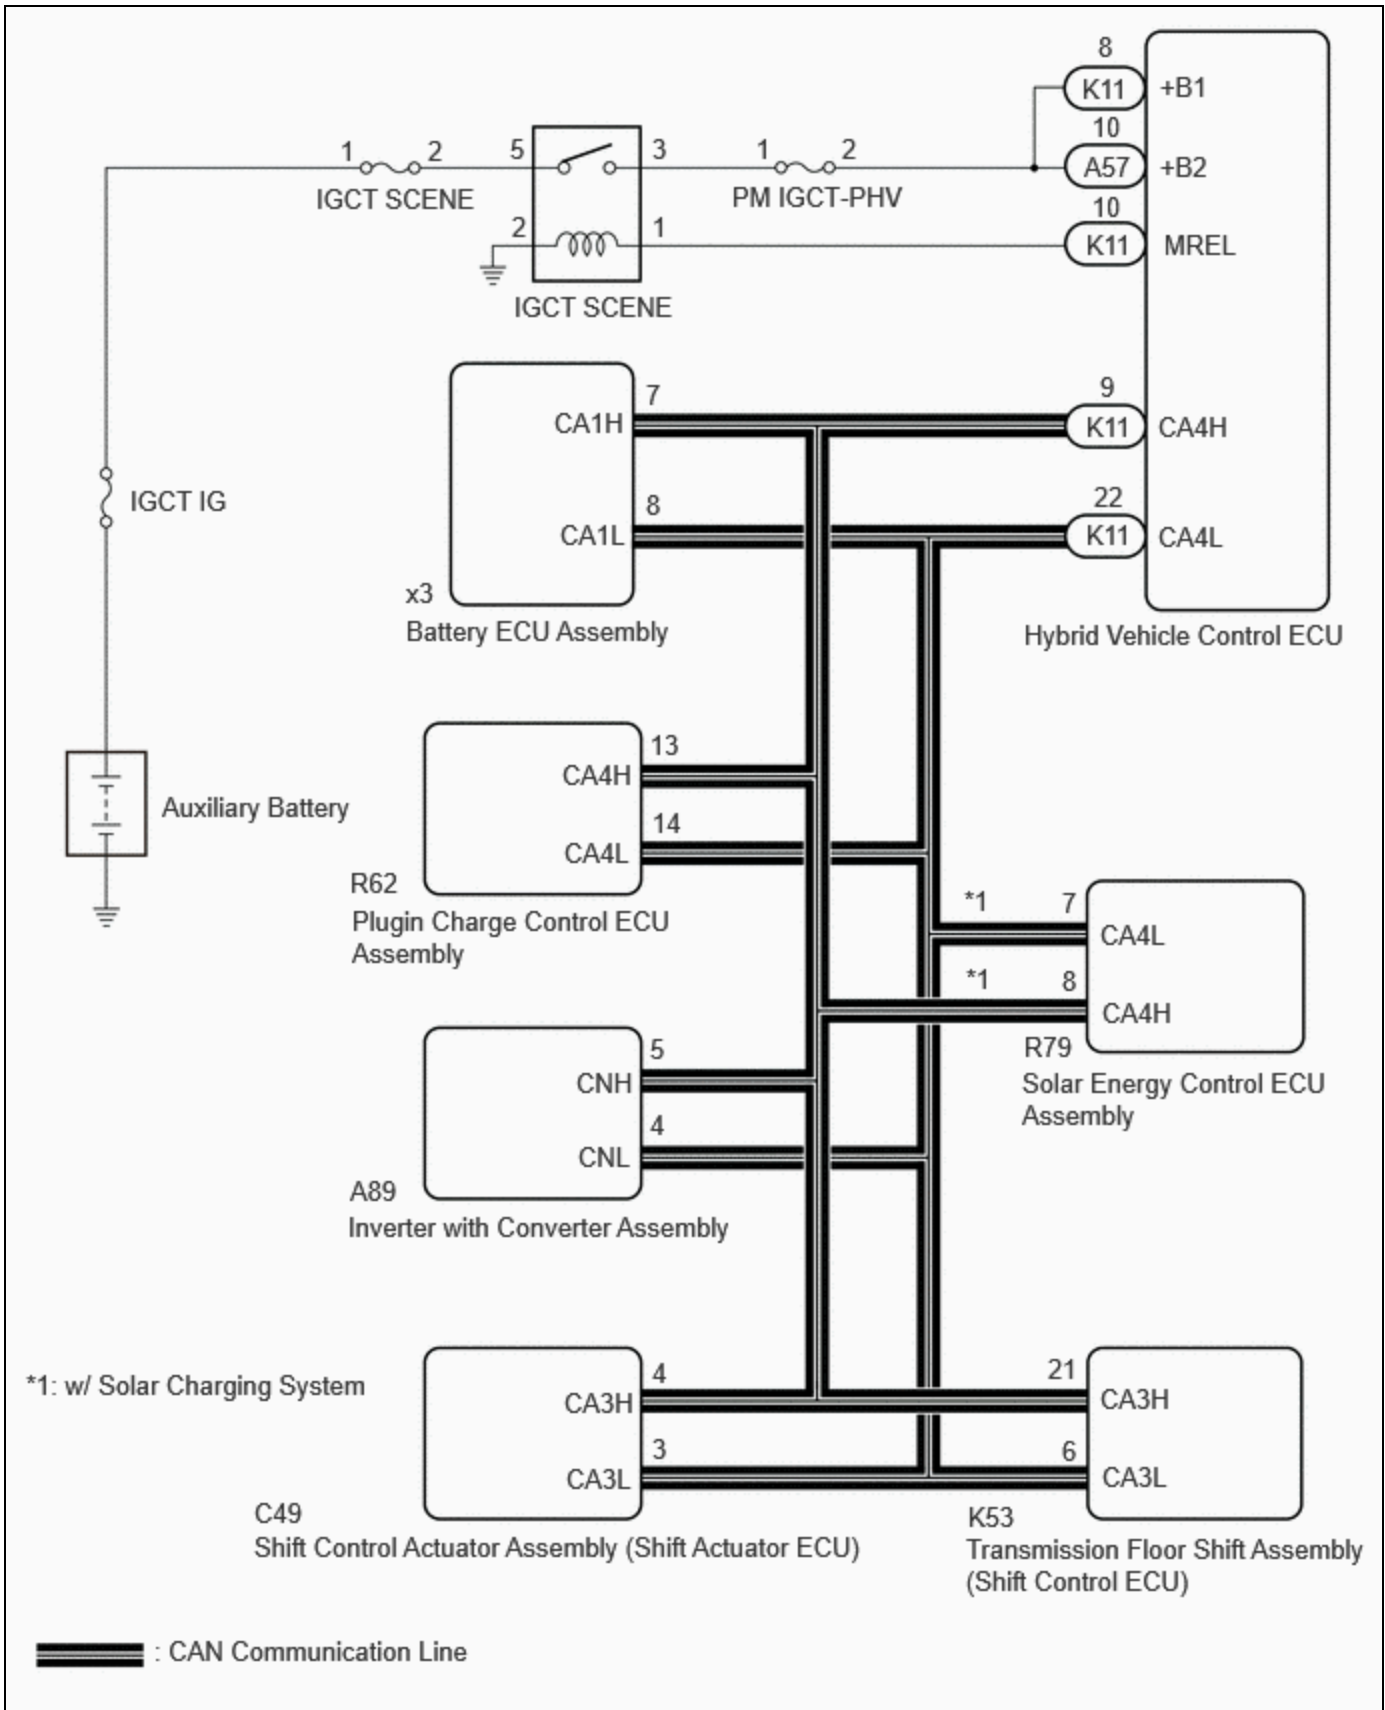 8
K11 +B1
10
1 2 5 3 1 2 A57 +B2
IGCT SCENE PM IGCT-PHV
10
2 1 K11 MREL
IGCT SCENE
7 9
CA1H K11 CA4H
8 22
CA1L K11 CA4L
IGCT IG
x3
Battery ECU Assembly
Hybrid Vehicle Control ECU
13
CA4H
14
CA4L
Auxiliary Battery
R62
Plugin Charge Control ECU
Assembly
*1 7
CA4L
*1 8
CA4H
R79
Solar Energy Control ECU
Assembly
5
CNH
4
CNL
A89
Inverter with Converter Assembly
*1: w/ Solar Charging System
4 21
CA3H CA3H
3 6
CA3L CA3L
C49
Shift Control Actuator Assembly (Shift Actuator ECU)
K53
Transmission Floor Shift Assembly
(Shift Control ECU)
: CAN Communication Line